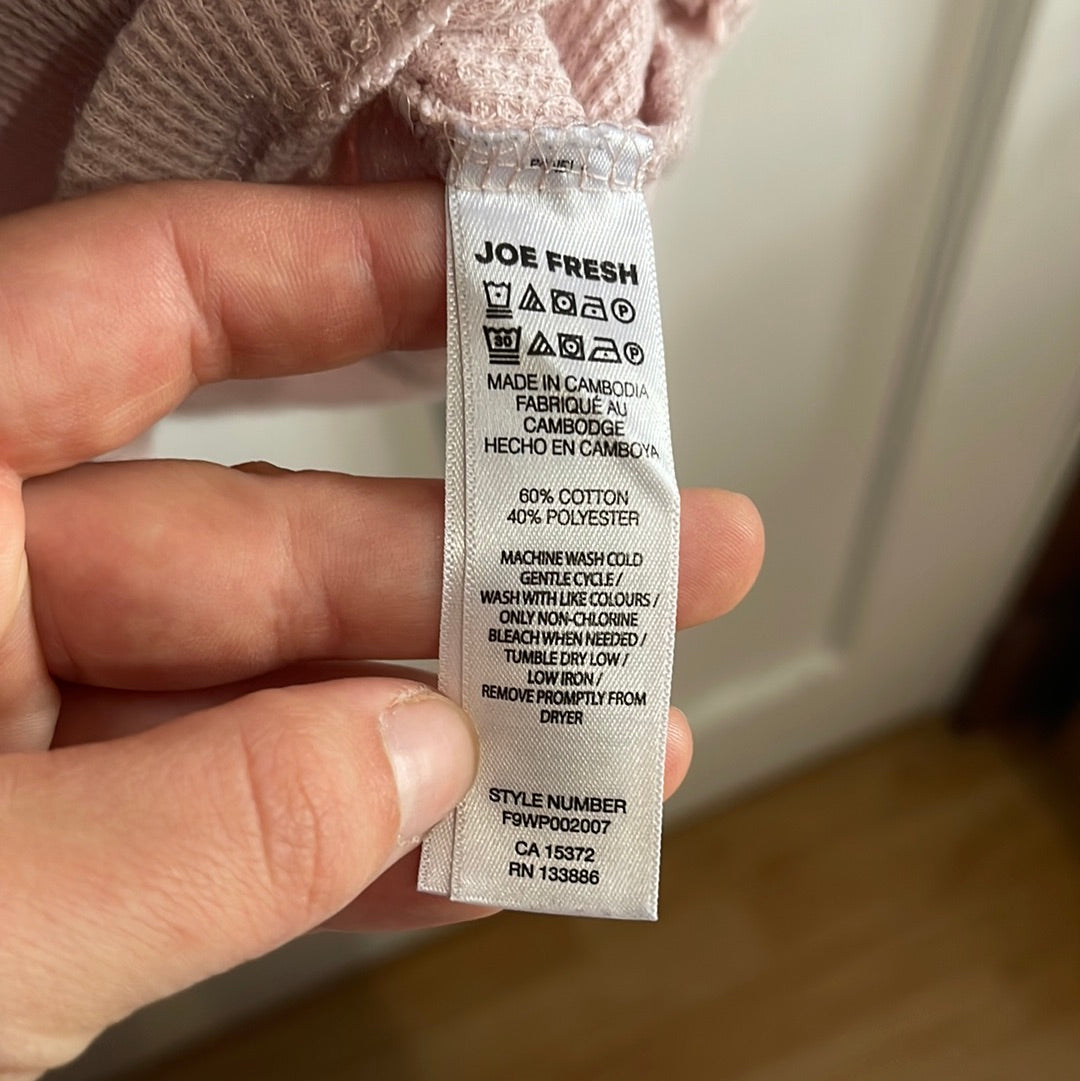 JOE FRESH
P
30
P
MADE IN CAMBODIA
FABRIQUÉ AU
CAMBODGE
HECHO EN CAMBOYA
60% COTTON
40% POLYESTER
MACHINE WASH COLD
GENTLE CYCLE /
WASH WITH LIKE COLOURS /
ONLY NON-CHLORINE
BLEACH WHEN NEEDED /
TUMBLE DRY LOW /
LOW IRON /
REMOVE PROMPTLY FROM
DRYER
STYLE NUMBER
F9WP002007
CA 15372
RN 133886